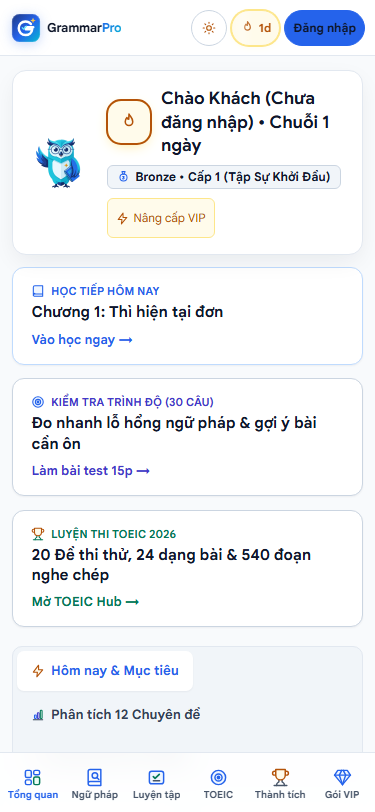 GrammarPro
1d
Đăng nhập
Chào Khách (Chưa
đăng nhập) • Chuỗi 1
ngày
Bronze • Cấp 1 (Tập Sự Khởi Đầu)
Nâng cấp VIP
HỌC TIẾP HÔM NAY
Chương 1: Thì hiện tại đơn
Vào học ngay →
KIỂM TRA TRÌNH ĐỘ (30 CÂU)
Đo nhanh lỗ hổng ngữ pháp & gợi ý bài
cần ôn
Làm bài test 15p →
LUYỆN THI TOEIC 2026
20 Đề thi thử, 24 dạng bài & 540 đoạn
nghe chép
Mở TOEIC Hub →
Hôm nay & Mục tiêu
Phân tích 12 Chuyên đề
Tổng quan
Ngữ pháp
Luyện tập
TOEIC
Thành tích
Gói VIP